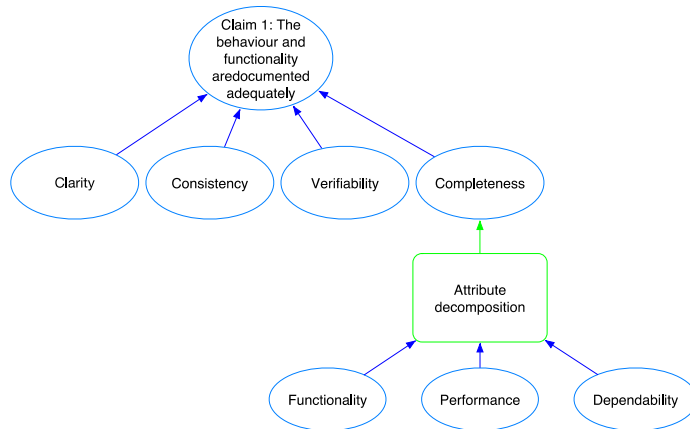 Claim 1: The
behaviour and
functionality
aredocumented
adequately
Clarity
Consistency
Verifiability
Completeness
Attribute
decomposition
Functionality
Performance
Dependability